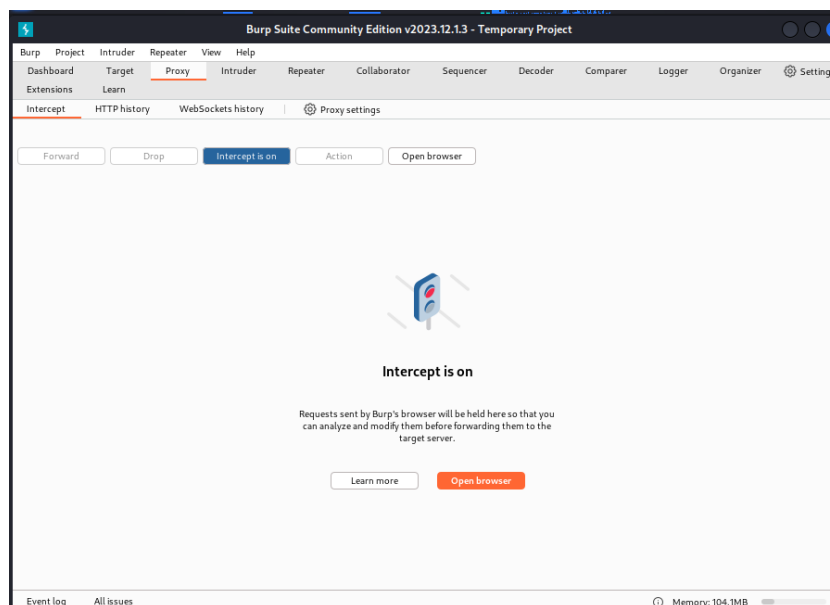 Burp Suite Community Edition v2023.12.1.3 - Temporary Project
Burp Project Intruder Repeater View Help
Dashboard Target Proxy Intruder Repeater Collaborator Sequencer Decoder Comparer Logger Organizer Setting
Extensions Learn
Intercept HTTP history WebSockets history Proxy settings
Forward Drop Intercept is on Action Open browser
Intercept is on
Requests sent by Burp's browser will be held here so that you
can analyze and modify them before forwarding them to the
target server.
Learn more Open browser
Event log All issues Memory: 104.1MB